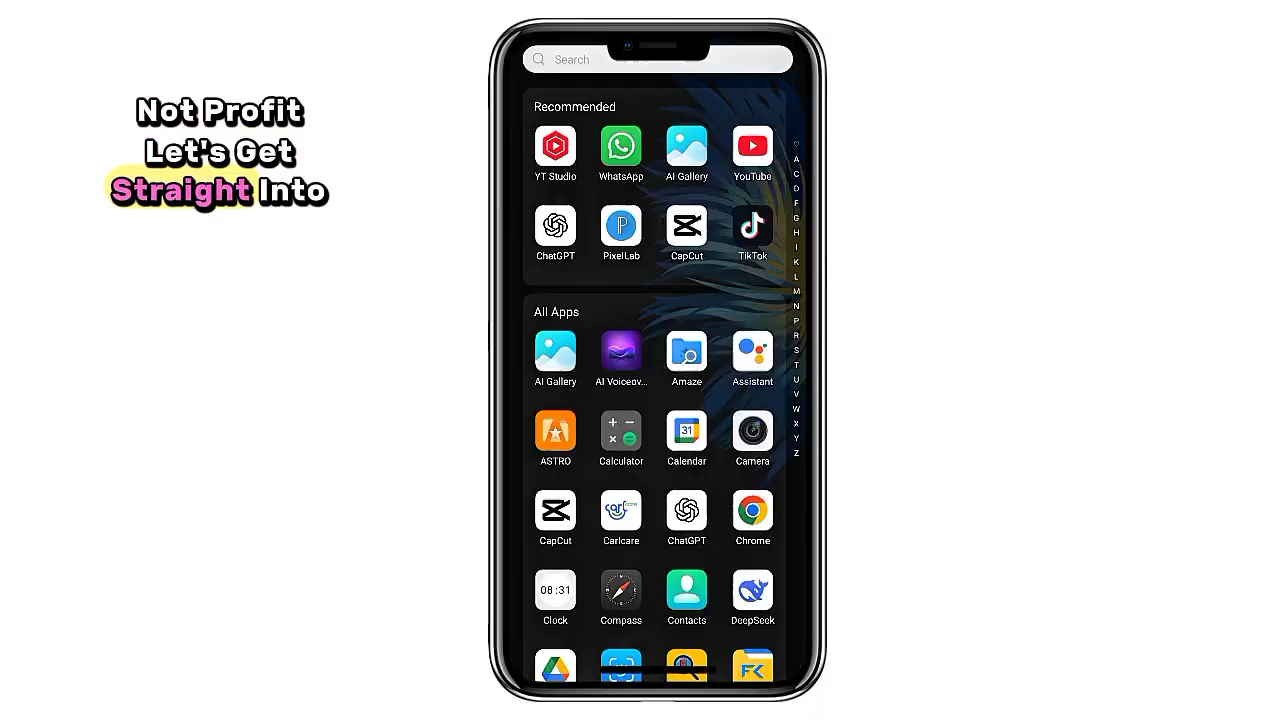 Not Profit
Let's Get
Straight Into
Search
Recommended
YT Studio WhatsApp AI Gallery YouTube
ChatGPT PixelLab CapCut TikTok
All Apps
AI Gallery AI Voiceov... Amaze Assistant
31
ASTRO Calculator Calendar Camera
CapCut Carlcare ChatGPT Chrome
08:31
Clock Compass Contacts DeepSeek
FK
A
C
D
F
G
H
I
K
L
M
N
P
R
S
T
U
V
W
X
Y
Z